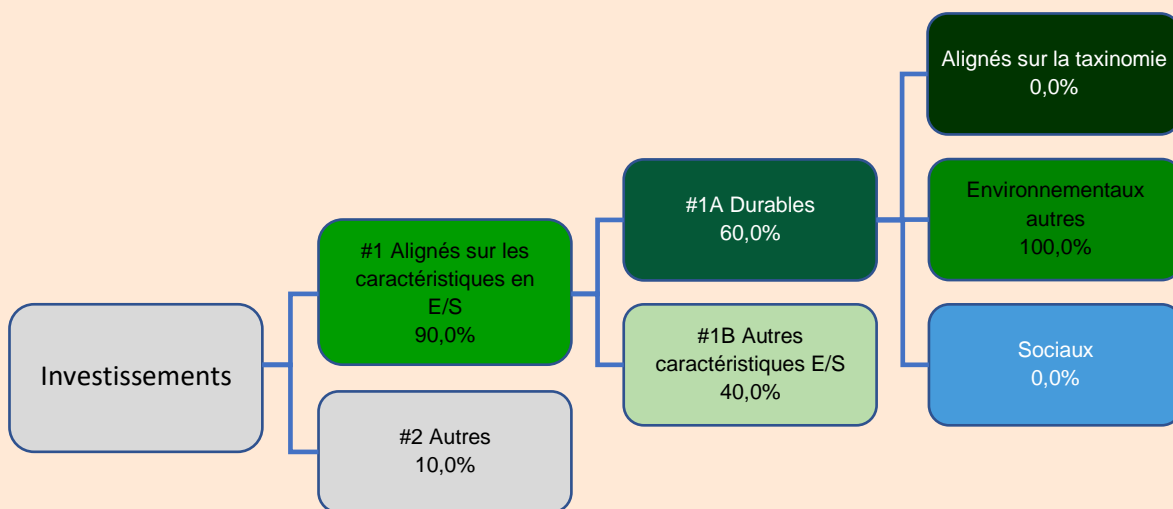 Investissements
#1 Alignés sur les
caractéristiques en
E/S
90,0%
#2 Autres
10,0%
#1A Durables
60,0%
#1B Autres
caractéristiques E/S
40,0%
Alignés sur la taxinomie
0,0%
Environnementaux
autres
100,0%
Sociaux
0,0%